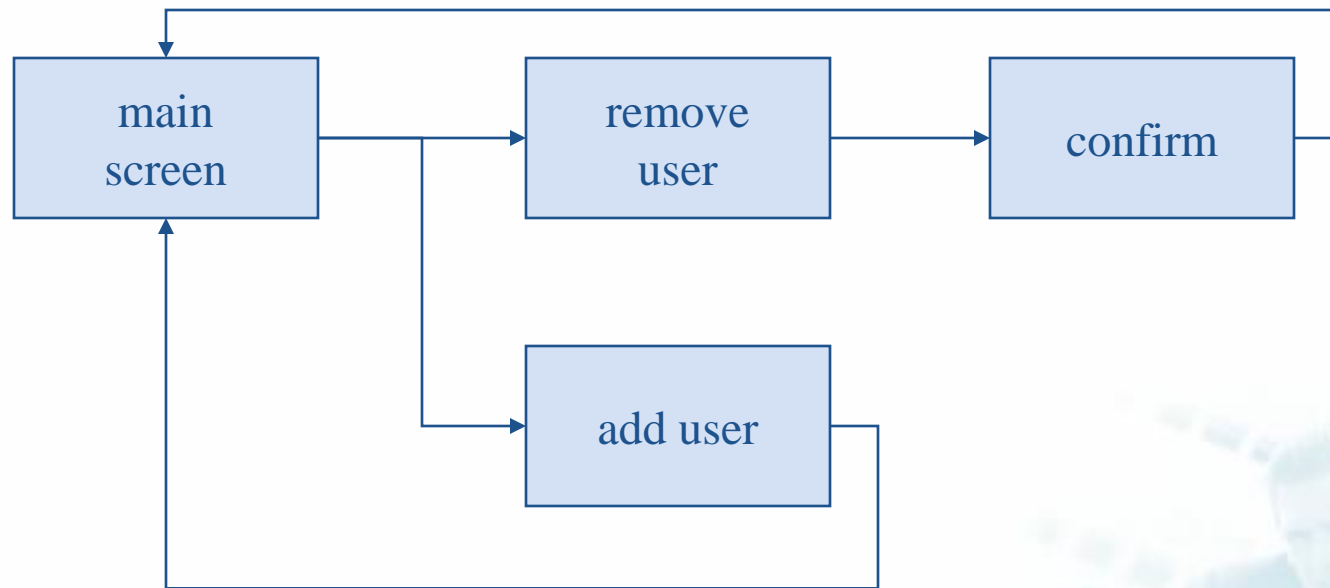 main
screen
remove
user
confirm
add user